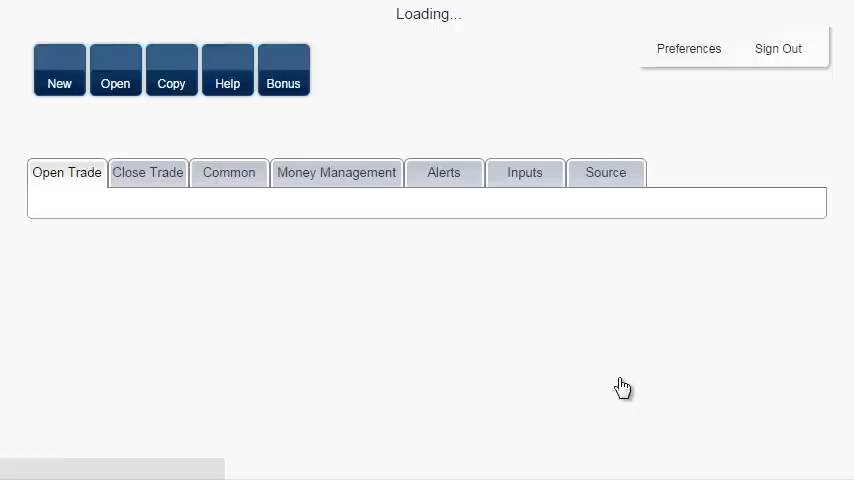 Loading...
Preferences Sign Out
New Open Copy Help Bonus
Open Trade Close Trade Common Money Management Alerts Inputs Source